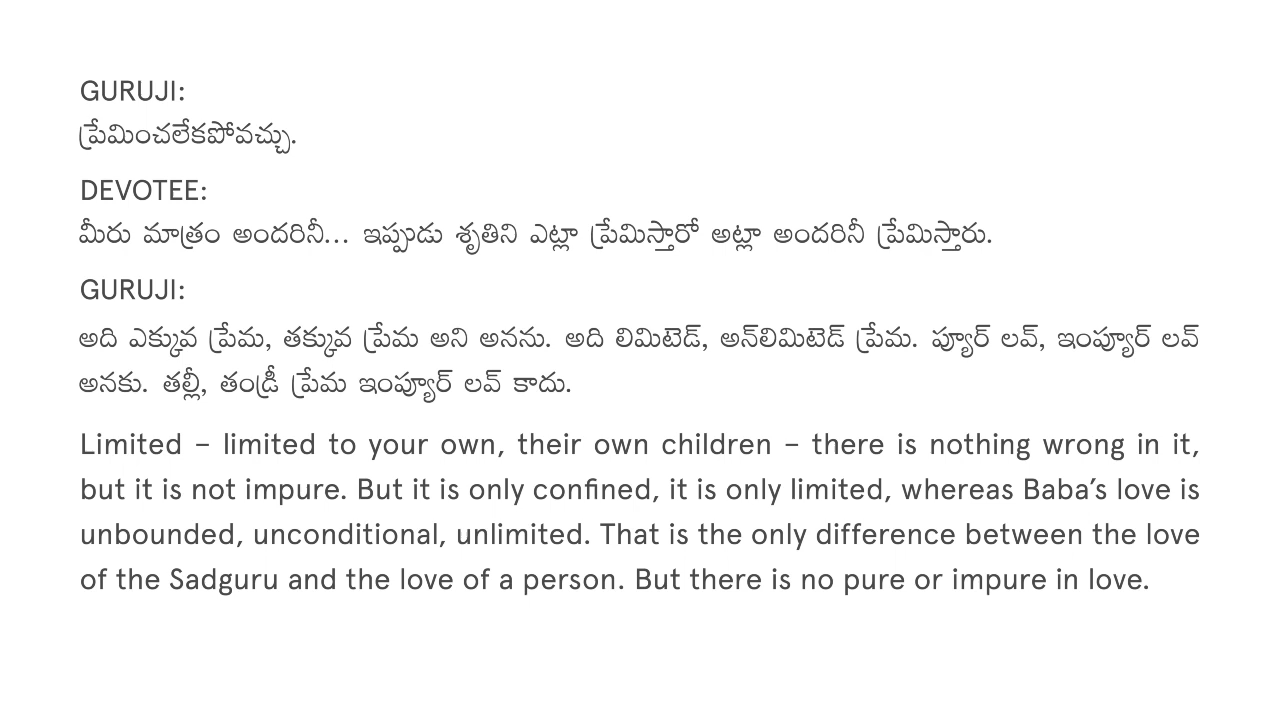 GURUJI:
ప్రేమించలేకపోవచ్చు.
DEVOTEE:
మీరు మాత్రం అందరినీ... ఇప్పుడు శృతిని ఎట్లా ప్రేమిస్తారో అట్లా అందరినీ ప్రేమిస్తారు.
GURUJI:
అది ఎక్కువ ప్రేమ, తక్కువ ప్రేమ అని అనను. అది లిమిటెడ్, అన్‌లిమిటెడ్ ప్రేమ. ప్యూర్ లవ్, ఇంప్యూర్ లవ్
అనకు. తల్లీ, తండ్రీ ప్రేమ ఇంప్యూర్ లవ్ కాదు.
Limited – limited to your own, their own children – there is nothing wrong in it,
but it is not impure. But it is only confined, it is only limited, whereas Baba’s love is
unbounded, unconditional, unlimited. That is the only difference between the love
of the Sadguru and the love of a person. But there is no pure or impure in love.